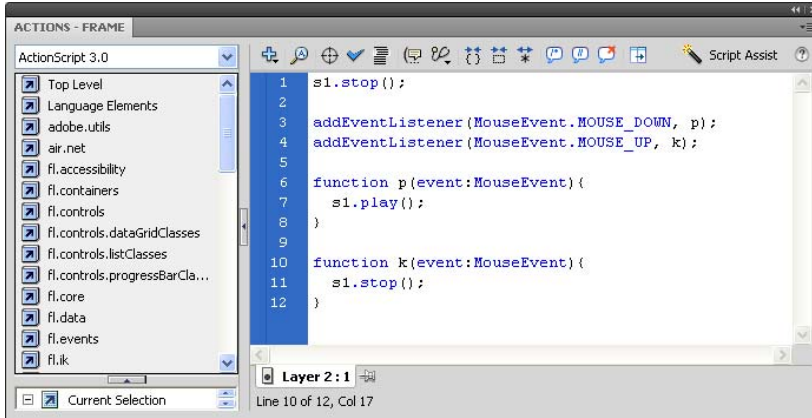 ACTIONS - FRAME
ActionScript 3.0
Script Assist
Top Level
Language Elements
adobe.utils
air.net
fl.accessibility
fl.containers
fl.controls
fl.controls.dataGridClasses
fl.controls.listClasses
fl.controls.progressBarCla...
fl.core
fl.data
fl.events
fl.ik
Current Selection
1 s1.stop();
2
3 addEventListener(MouseEvent.MOUSE_DOWN, p);
4 addEventListener(MouseEvent.MOUSE_UP, k);
5
6 function p(event:MouseEvent){
7 s1.play();
8 }
9
10 function k(event:MouseEvent){
11 s1.stop();
12 }
Layer 2:1
Line 10 of 12, Col 17